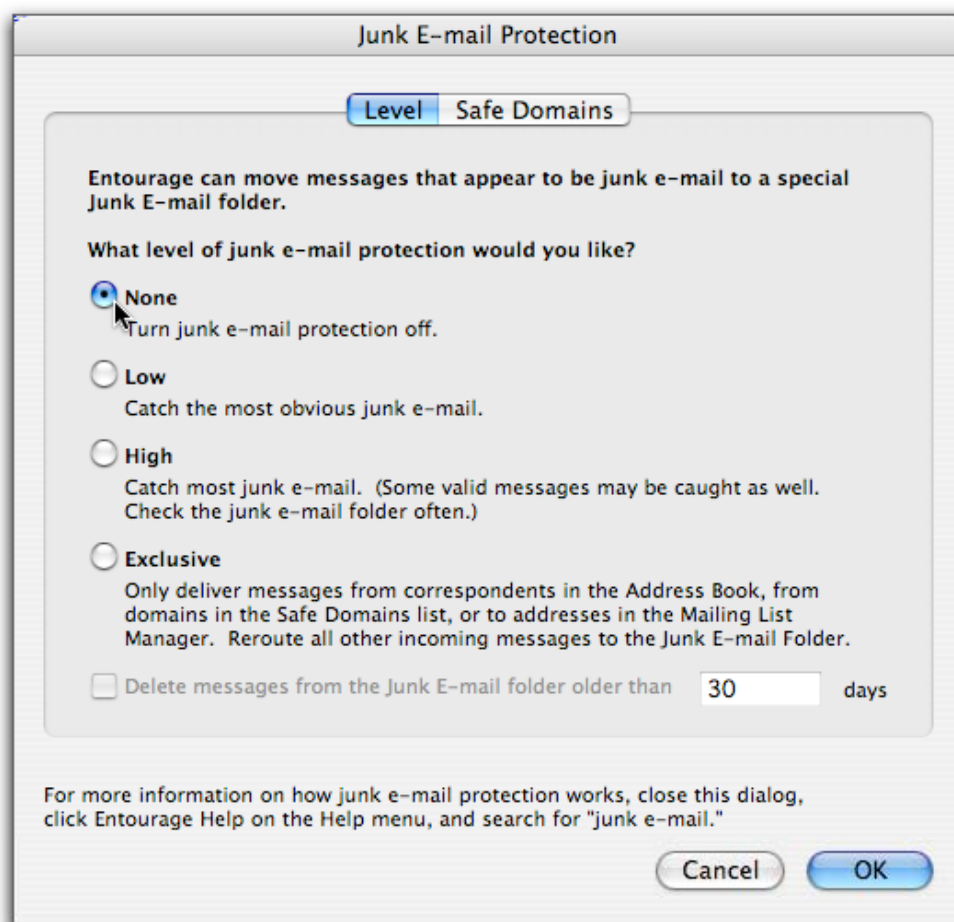 Junk E-mail Protection
Level Safe Domains
Entourage can move messages that appear to be junk e-mail to a special
Junk E-mail folder.
What level of junk e-mail protection would you like?
None
Turn junk e-mail protection off.
Low
Catch the most obvious junk e-mail.
High
Catch most junk e-mail. (Some valid messages may be caught as well.
Check the junk e-mail folder often.)
Exclusive
Only deliver messages from correspondents in the Address Book, from
domains in the Safe Domains list, or to addresses in the Mailing List
Manager. Reroute all other incoming messages to the Junk E-mail Folder.
Delete messages from the Junk E-mail folder older than 30 days
For more information on how junk e-mail protection works, close this dialog,
click Entourage Help on the Help menu, and search for "junk e-mail."
Cancel OK